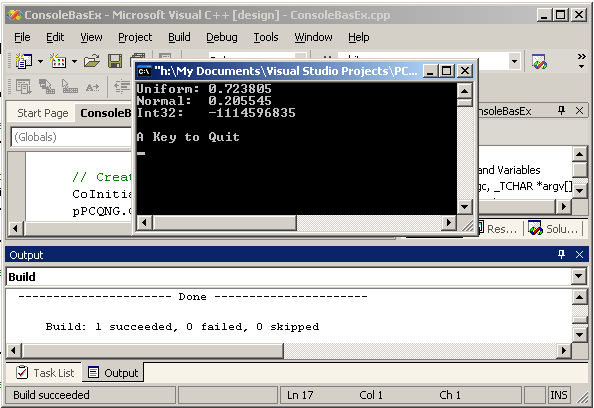 ConsoleBasEx - Microsoft Visual C++ [design] - ConsoleBasEx.cpp
File Edit View Project Build Debug Tools Window Help
"h:\My Documents\Visual Studio Projects\PC...
Uniform: 0.723805
Normal: 0.205545
Int32: -1114596835
A Key to Quit
Start Page
(Globals)
// Creat
CoInitia
pPCQNG.
nsoleBasEx
and Variables
gc, _TCHAR *argv[]
Res... Solu...
Output
Build
---------------------- Done ----------------------
Build: 1 succeeded, 0 failed, 0 skipped
Task List Output
Build succeeded Ln 17 Col 1 Ch 1 INS